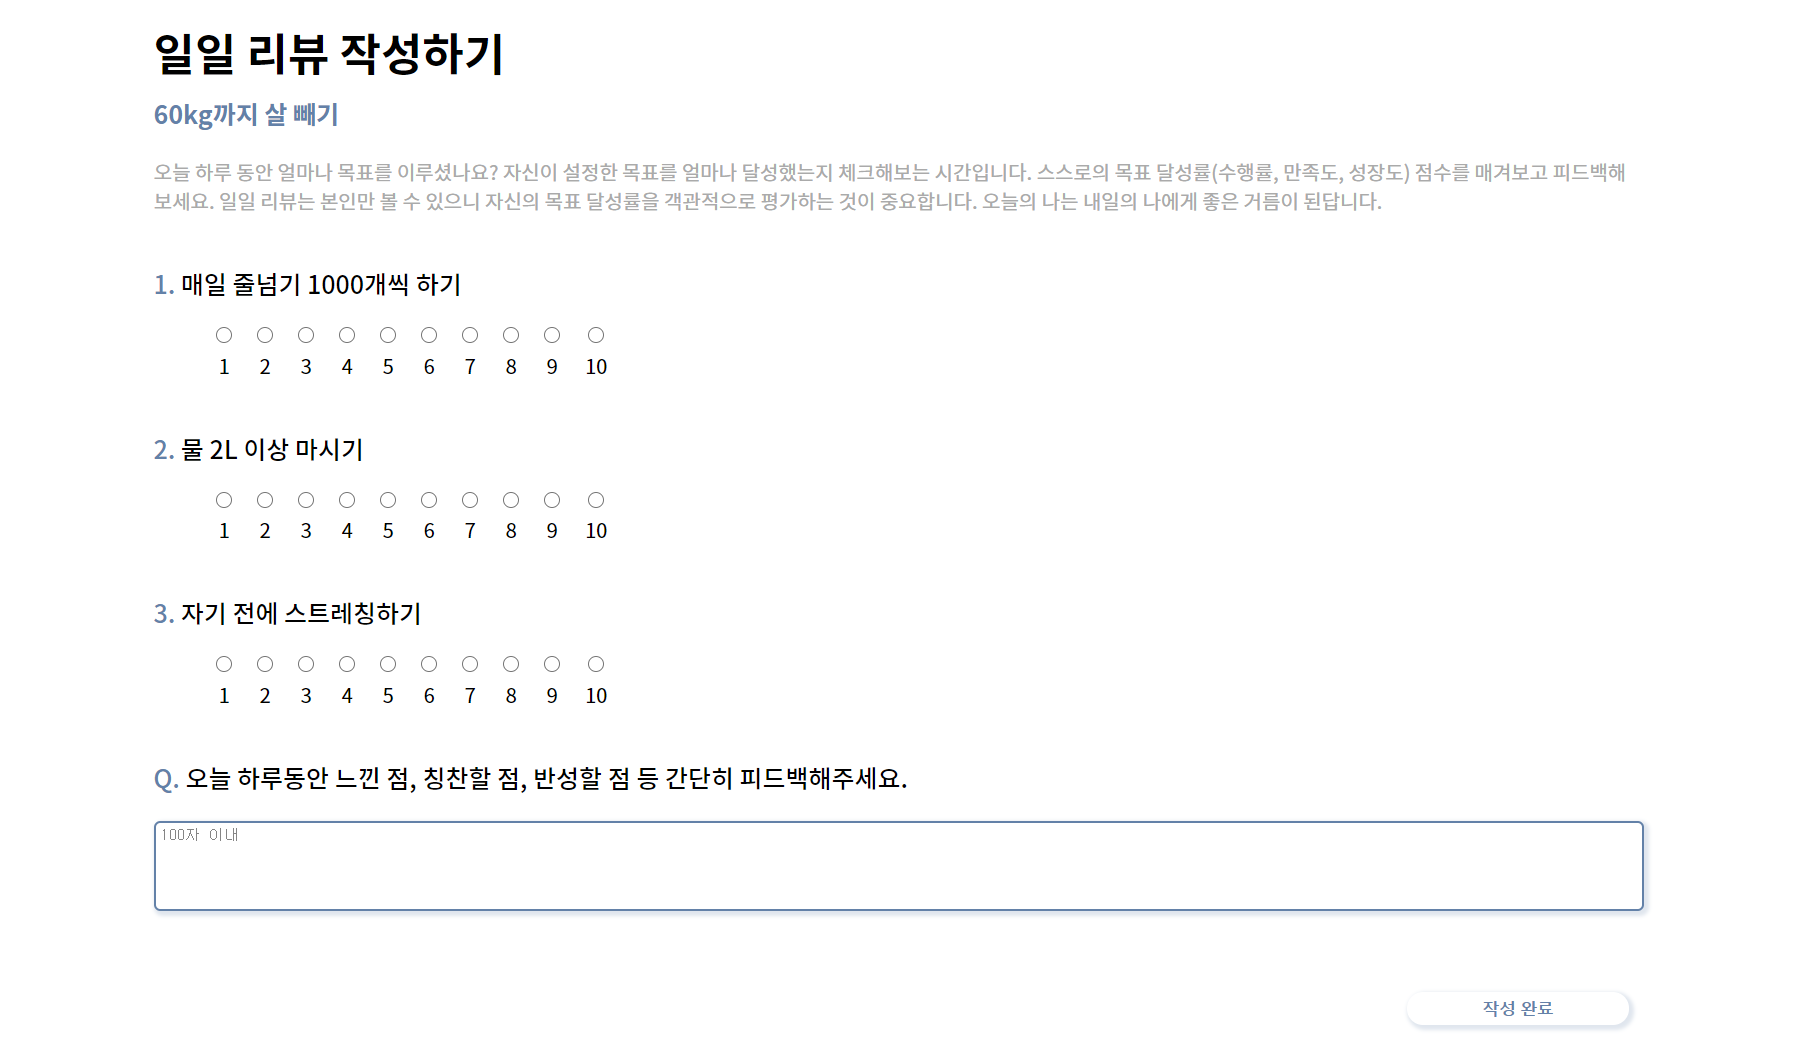 일일 리뷰 작성하기
60kg까지 살 빼기
오늘 하루 동안 얼마나 목표를 이루셨나요? 자신이 설정한 목표를 얼마나 달성했는지 체크해보는 시간입니다. 스스로의 목표 달성률(수행률, 만족도, 성장도) 점수를 매겨보고 피드백해
보세요. 일일 리뷰는 본인만 볼 수 있으니 자신의 목표 달성률을 객관적으로 평가하는 것이 중요합니다. 오늘의 나는 내일의 나에게 좋은 거름이 된답니다.
1. 매일 줄넘기 1000개씩 하기
1 2 3 4 5 6 7 8 9 10
2. 물 2L 이상 마시기
1 2 3 4 5 6 7 8 9 10
3. 자기 전에 스트레칭하기
1 2 3 4 5 6 7 8 9 10
Q. 오늘 하루동안 느낀 점, 칭찬할 점, 반성할 점 등 간단히 피드백해주세요.
100자 이내
작성 완료